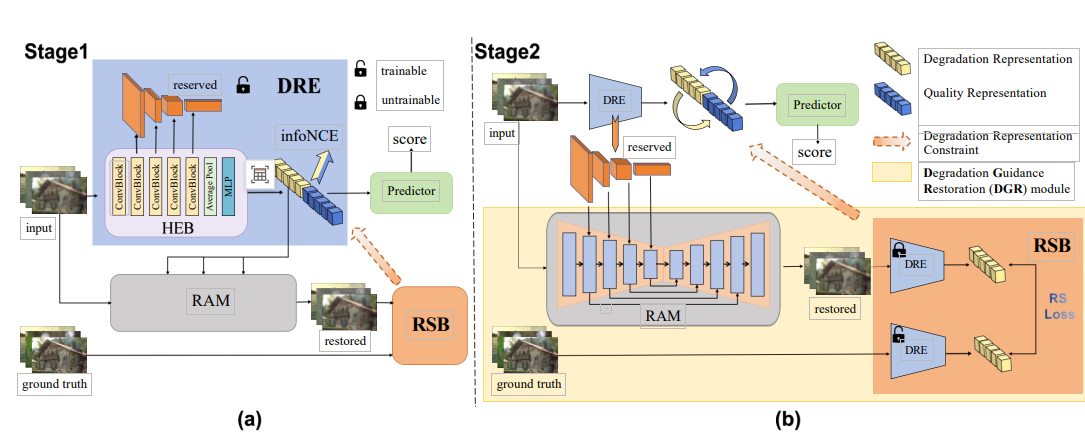 Stage1
reserved
DRE
infoNCE
ConvBlock
ConvBlock
ConvBlock
ConvBlock
ConvBlock
Average Pool
MLP
HEB
input
trainable
untrainable
score
Predictor
RAM
restored
RSB
ground truth
(a)
Stage2
input
DRE
reserved
Predictor
score
RAM
restored
ground truth
DRE
DRE
RSB
RS
Loss
(b)
Degradation Representation
Quality Representation
Degradation Representation
Constraint
Degradation Guidance
Restoration (DGR) module